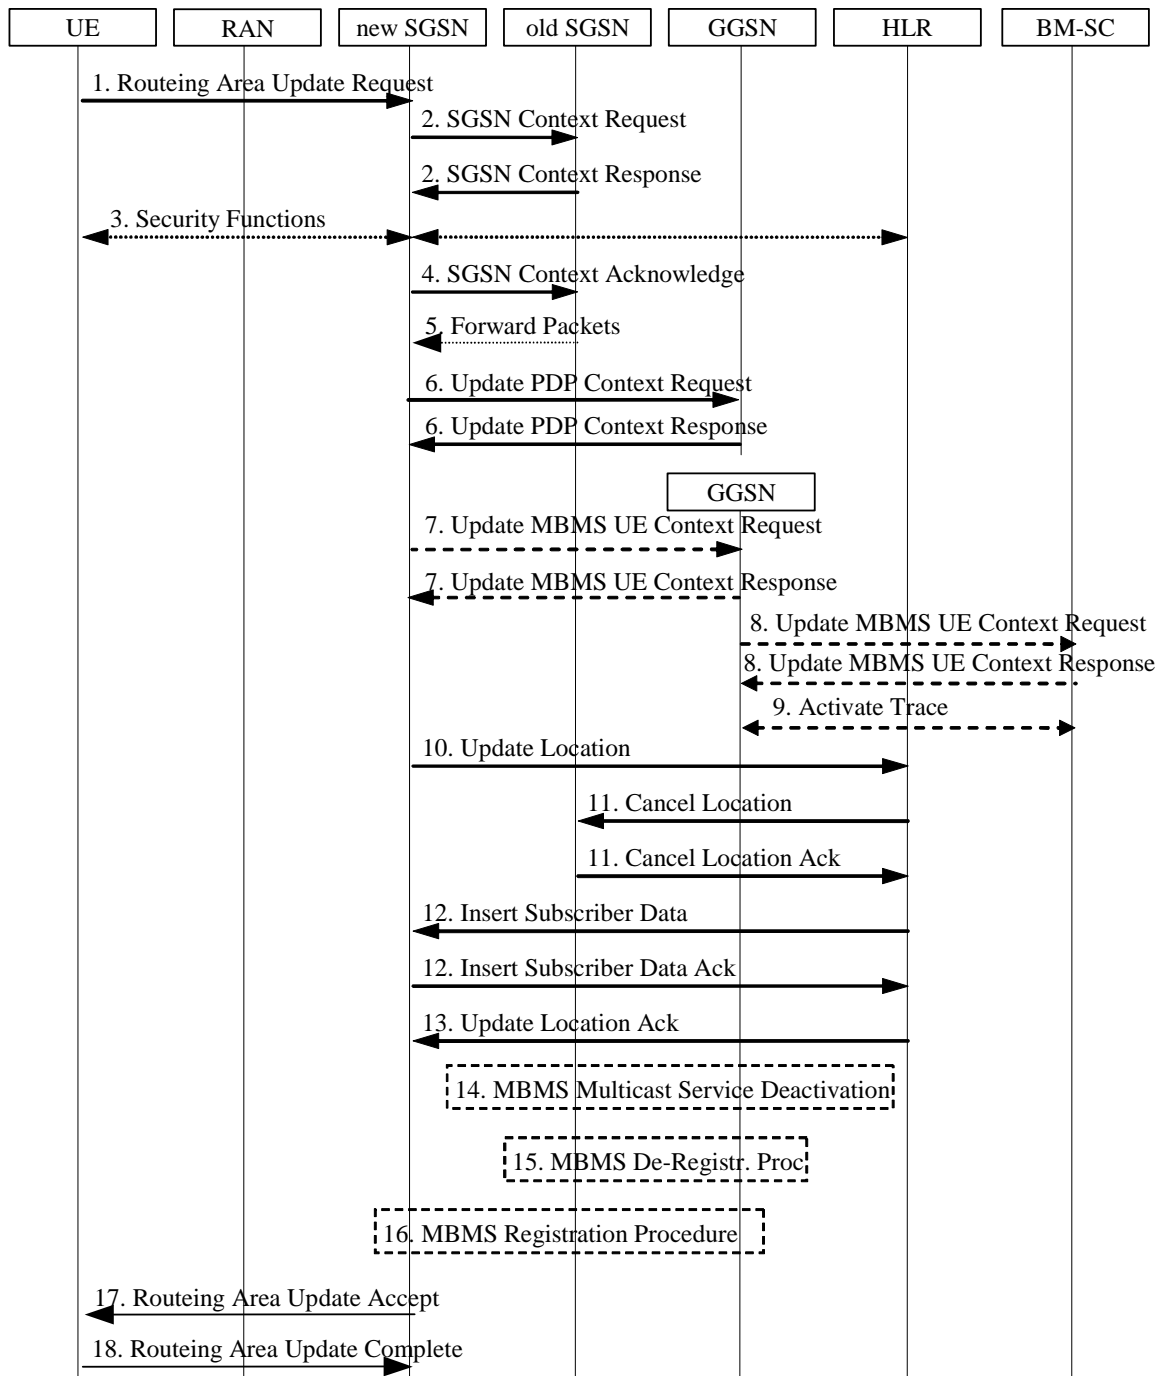 UE RAN new SGSN old SGSN GGSN HLR BM-SC
1. Routeing Area Update Request
2. SGSN Context Request
2. SGSN Context Response
3. Security Functions
4. SGSN Context Acknowledge
5. Forward Packets
6. Update PDP Context Request
6. Update PDP Context Response
GGSN
7. Update MBMS UE Context Request
7. Update MBMS UE Context Response
8. Update MBMS UE Context Request
8. Update MBMS UE Context Response
9. Activate Trace
10. Update Location
11. Cancel Location
11. Cancel Location Ack
12. Insert Subscriber Data
12. Insert Subscriber Data Ack
13. Update Location Ack
14. MBMS Multicast Service Deactivation
15. MBMS De-Registr. Proc
16. MBMS Registration Procedure
17. Routeing Area Update Accept
18. Routeing Area Update Complete